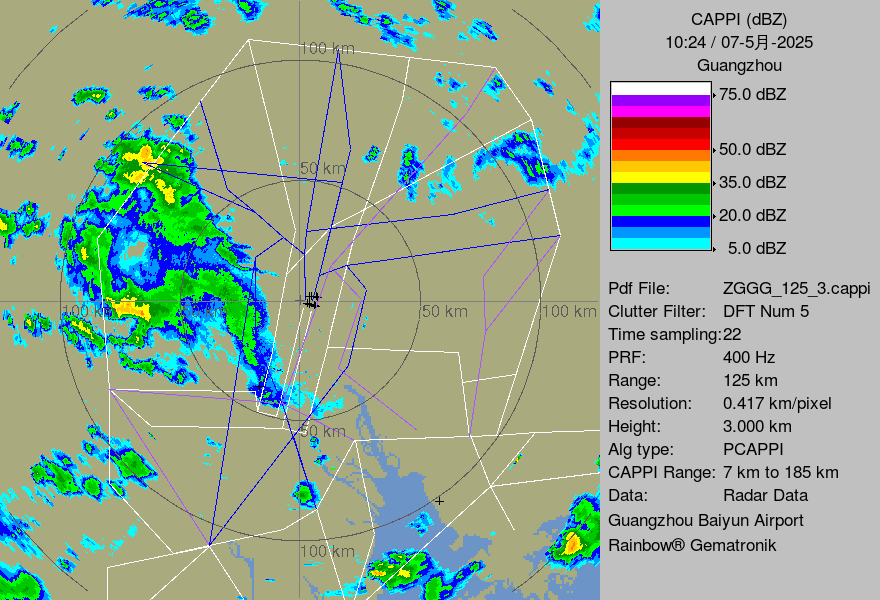 CAPPI (dBZ)
10:24 / 07-5月-2025
Guangzhou
75.0 dBZ
50.0 dBZ
35.0 dBZ
20.0 dBZ
5.0 dBZ
Pdf File: ZGGG_125_3.cappi
Clutter Filter: DFT Num 5
Time sampling:22
PRF: 400 Hz
Range: 125 km
Resolution: 0.417 km/pixel
Height: 3.000 km
Alg type: PCAPPI
CAPPI Range: 7 km to 185 km
Data: Radar Data
Guangzhou Baiyun Airport
Rainbow® Gematronik
100 km
50 km
100 km
50 km
100 km
50 km
100 km